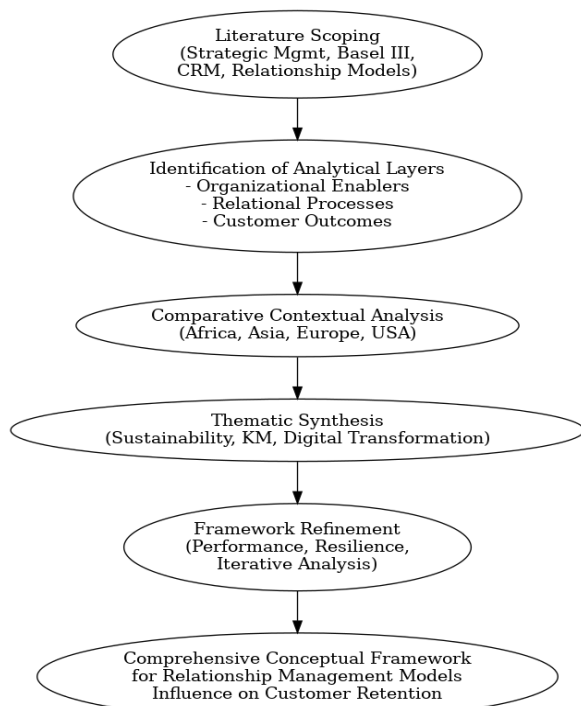 Literature Scoping
(Strategic Mgmt, Basel III,
CRM, Relationship Models)
Identification of Analytical Layers
- Organizational Enablers
- Relational Processes
- Customer Outcomes
Comparative Contextual Analysis
(Africa, Asia, Europe, USA)
Thematic Synthesis
(Sustainability, KM, Digital Transformation)
Framework Refinement
(Performance, Resilience,
Iterative Analysis)
Comprehensive Conceptual Framework
for Relationship Management Models
Influence on Customer Retention